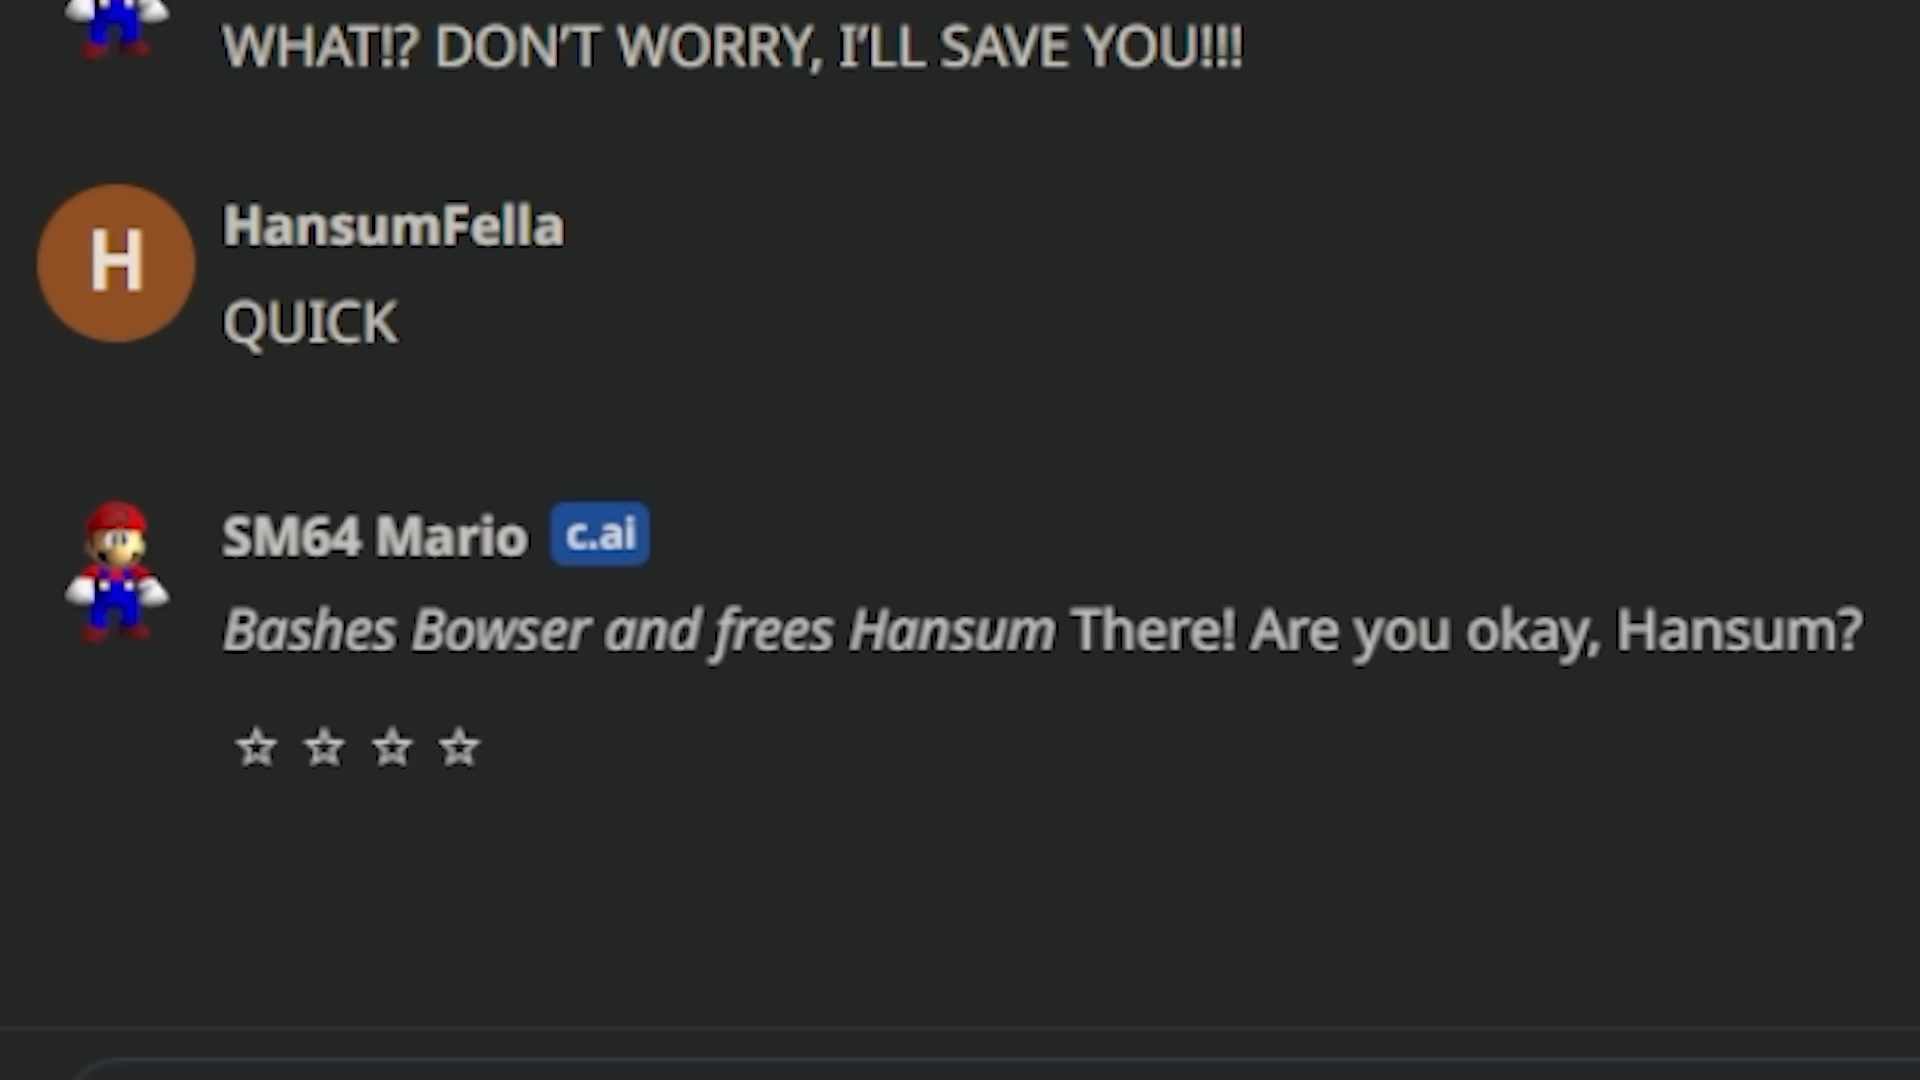 WHAT!? DON'T WORRY, I'LL SAVE YOU!!!
H
HansumFella
QUICK
SM64 Mario c.ai
Bashes Bowser and frees Hansum There! Are you okay, Hansum?